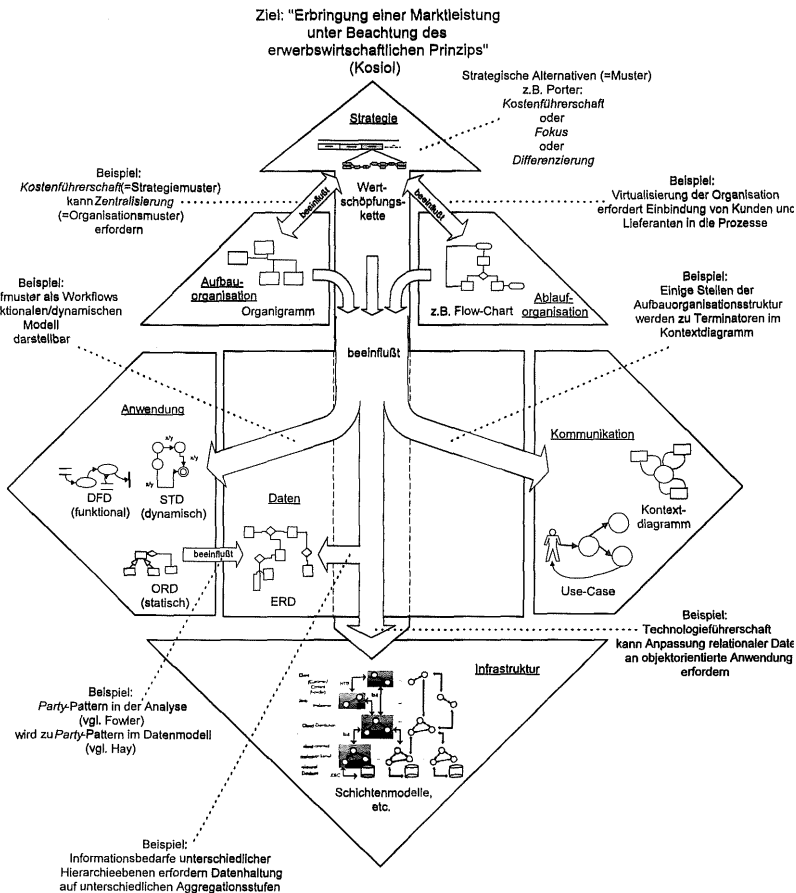 Ziel: "Erbringung einer Marktleistung
unter Beachtung des
erwerbswirtschaftlichen Prinzips"
(Kosiol)
Strategische Alternativen (=Muster)
z.B. Porter:
Kostenführerschaft
oder
Fokus
oder
Differenzierung
Strategie
Beispiel:
Kostenführerschaft(=Strategiemuster)
kann Zentralisierung
(=Organisationsmuster)
erfordern
beeinflußt
Wert-
schöpfungs-
kette
beeinflußt
Beispiel:
Virtualisierung der Organisation
erfordert Einbindung von Kunden und
Lieferanten in die Prozesse
Aufbau-
organisation
Organigramm
z.B. Flow-Chart
Ablauf-
organisation
Beispiel:
fmuster als Workflows
ktionalen/dynamischen
Modell
darstellbar
Beispiel:
Einige Stellen der
Aufbauorganisationsstruktur
werden zu Terminatoren im
Kontextdiagramm
beeinflußt
Anwendung
x/y
x/y
x/y
DFD
(funktional)
STD
(dynamisch)
ORD
(statisch)
beeinflußt
Daten
ERD
Kommunikation
Kontext-
diagramm
Use-Case
Beispiel:
Technologieführerschaft
kann Anpassung relationaler Date
an objektorientierte Anwendung
erfordern
Infrastruktur
Schichtenmodelle,
etc.
Beispiel:
Party-Pattern in der Analyse
(vgl. Fowler)
wird zu Party-Pattern im Datenmodell
(vgl. Hay)
Beispiel:
Informationsbedarfe unterschiedlicher
Hierarchieebenen erfordern Datenhaltung
auf unterschiedlichen Aggregationsstufen